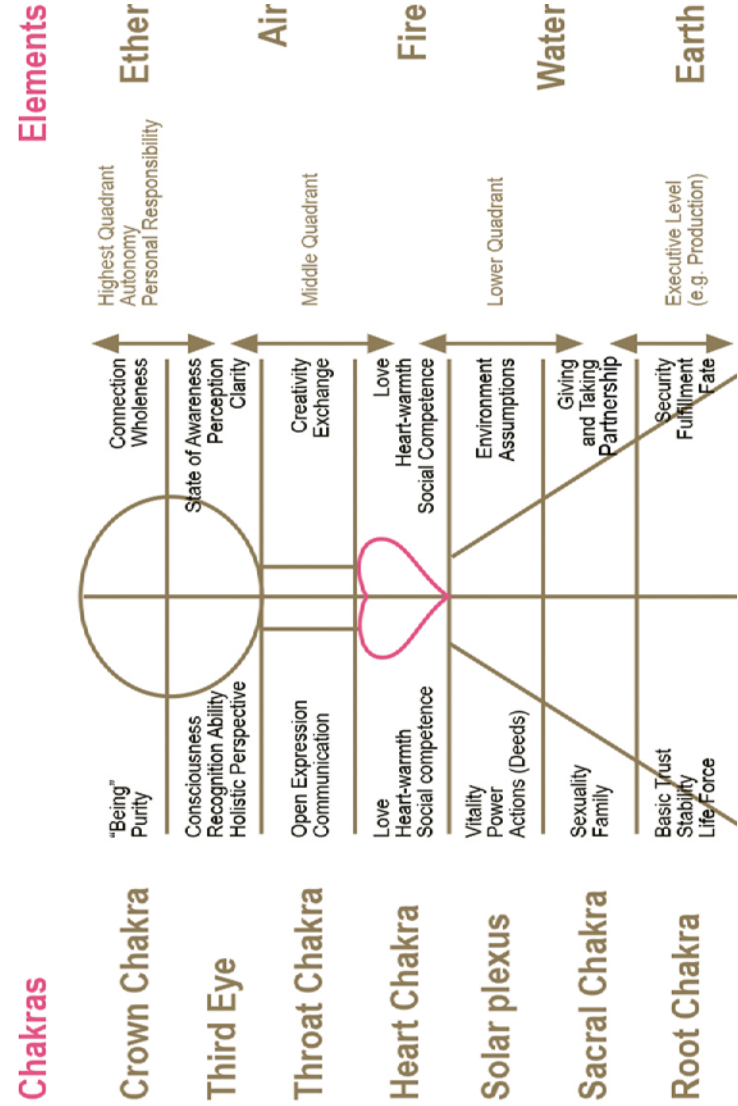 Chakras
Elements
Crown Chakra
"Being"
Purity
Connection
Wholeness
Highest Quadrant
Autonomy
Personal Responsibility
Ether
Third Eye
Consciousness
Recognition Ability
Holistic Perspective
State of Awareness
Perception
Clarity
Air
Throat Chakra
Open Expression
Communication
Creativity
Exchange
Middle Quadrant
Fire
Heart Chakra
Love
Heart-warmth
Social competence
Love
Heart-warmth
Social Competence
Solar plexus
Vitality
Power
Actions (Deeds)
Environment
Assumptions
Lower Quadrant
Water
Sacral Chakra
Sexuality
Family
Giving
and Taking
Partnership
Root Chakra
Basic Trust
Stability
Life Force
Security
Fulfillment
Fate
Executive Level
(e.g. Production)
Earth